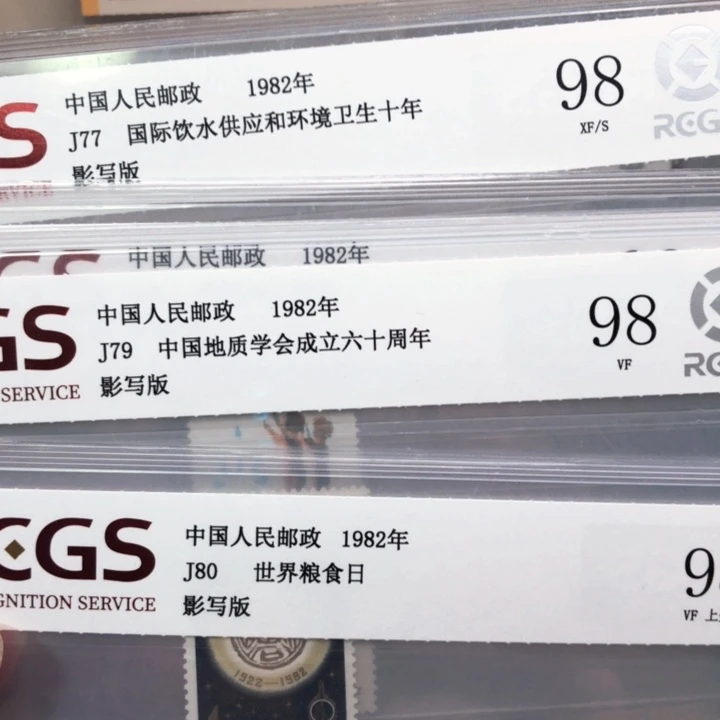 中国人民邮政 1982年
J77 国际饮水供应和环境卫生十年
影写版
98
XF/S
S
RCGS
中国人民邮政 1982年
中国人民邮政 1982年
J79 中国地质学会成立六十周年
影写版
98
VF
GS
SERVICE
中国人民邮政 1982年
J80 世界粮食日
影写版
CGS
GNITION SERVICE
VF 上
1922—1982